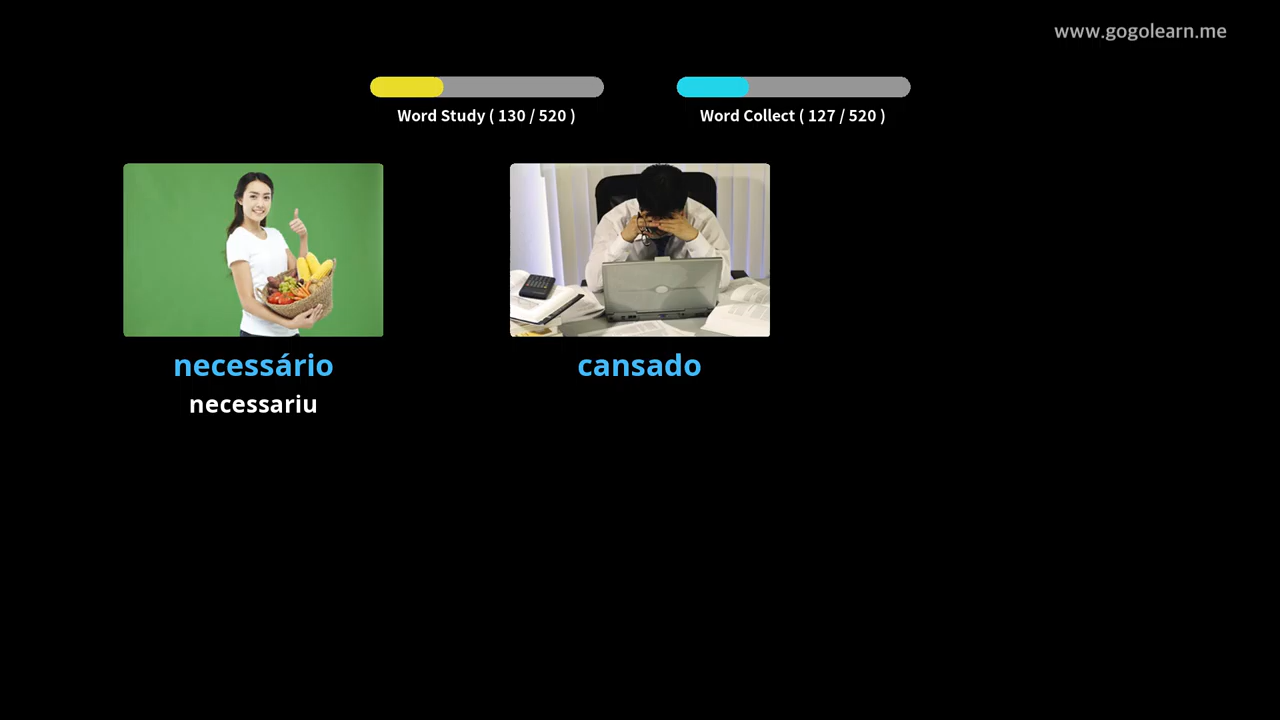 www.gogolearn.me
Word Study ( 130 / 520 )
Word Collect ( 127 / 520 )
necessário
necessariu
cansado